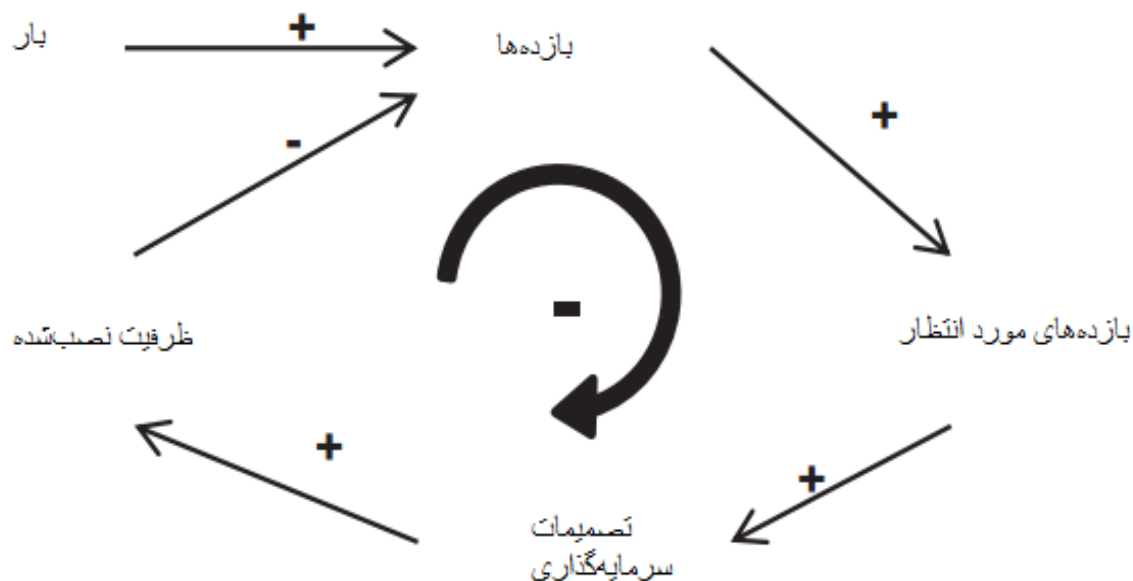 بار
+
بازده‌ها
-
+
-
ظرفیت نصب‌شده
بازده‌های مورد انتظار
+
+
تصمیمات
سرمایه‌گذاری